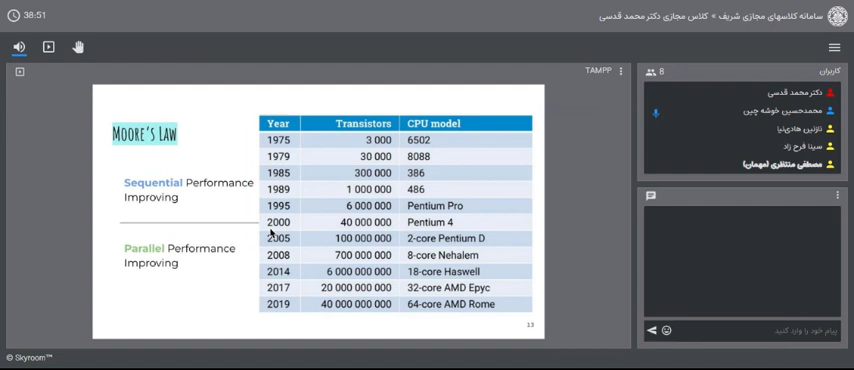 38:51
سامانه کلاسهای مجازی شریف > کلاس مجازی دکتر محمد قدسی
TAMPP
MOORE'S LAW
Sequential Performance
Improving
Parallel Performance
Improving
Year Transistors CPU model
1975 3 000 6502
1979 30 000 8088
1985 300 000 386
1989 1 000 000 486
1995 6 000 000 Pentium Pro
2000 40 000 000 Pentium 4
2005 100 000 000 2-core Pentium D
2008 700 000 000 8-core Nehalem
2014 6 000 000 000 18-core Haswell
2017 20 000 000 000 32-core AMD Epyc
2019 40 000 000 000 64-core AMD Rome
13
کاربران
8
دکتر محمد قدسی
محمدحسین خوشه چین
نازنین هادی‌نیا
سینا فرح زاد
مصطفی منتظری (مهمان)
پیام خود را وارد کنید
© Skyroom™